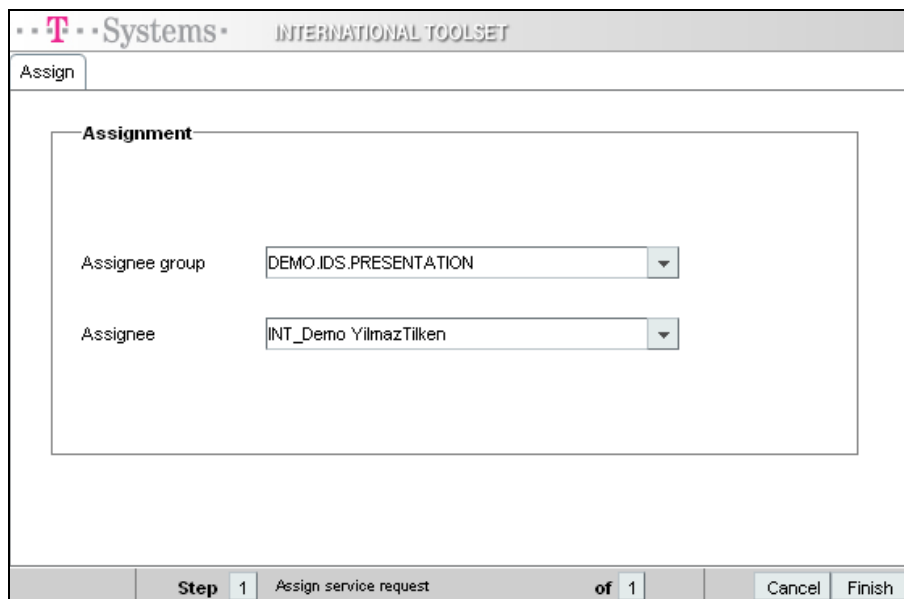 ··T··Systems· INTERNATIONAL TOOLSET
Assign
Assignment
Assignee group DEMO.IDS.PRESENTATION
Assignee INT_Demo YilmazTilken
Step 1 Assign service request of 1 Cancel Finish